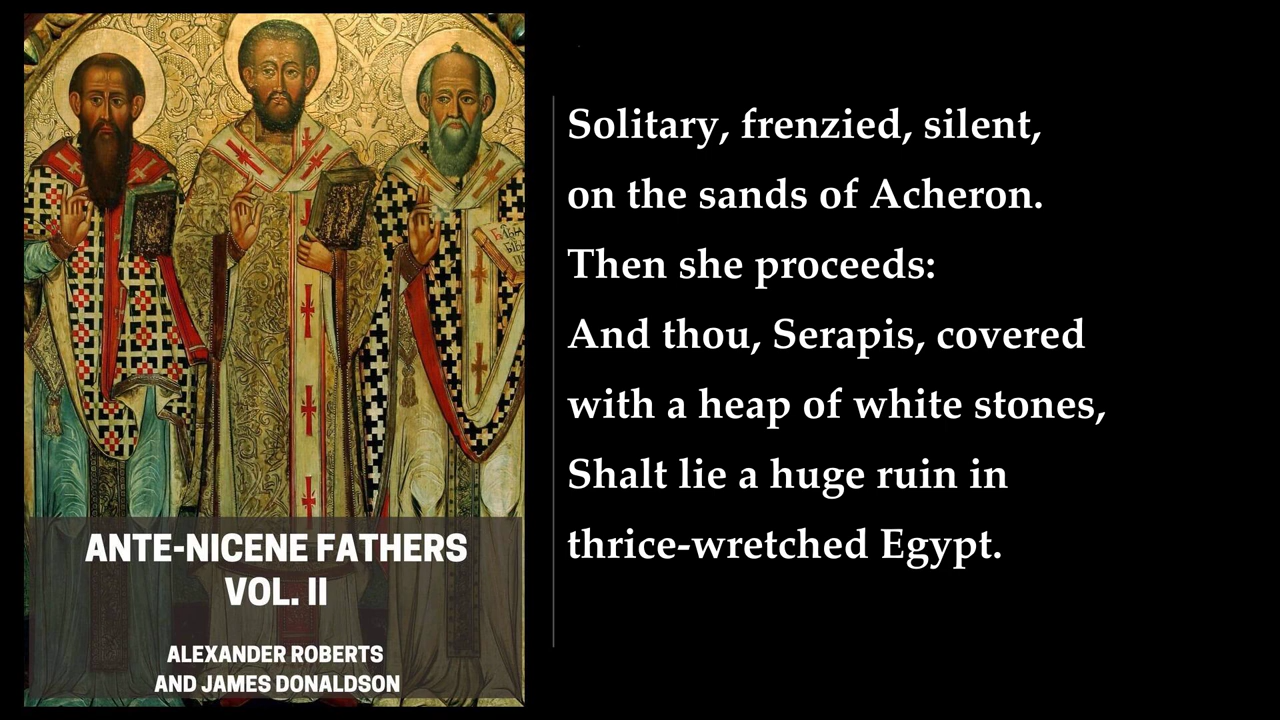 Solitary, frenzied, silent,
on the sands of Acheron.
Then she proceeds:
And thou, Serapis, covered
with a heap of white stones,
Shalt lie a huge ruin in
thrice-wretched Egypt.
ANTE-NICENE FATHERS
VOL. II
ALEXANDER ROBERTS
AND JAMES DONALDSON